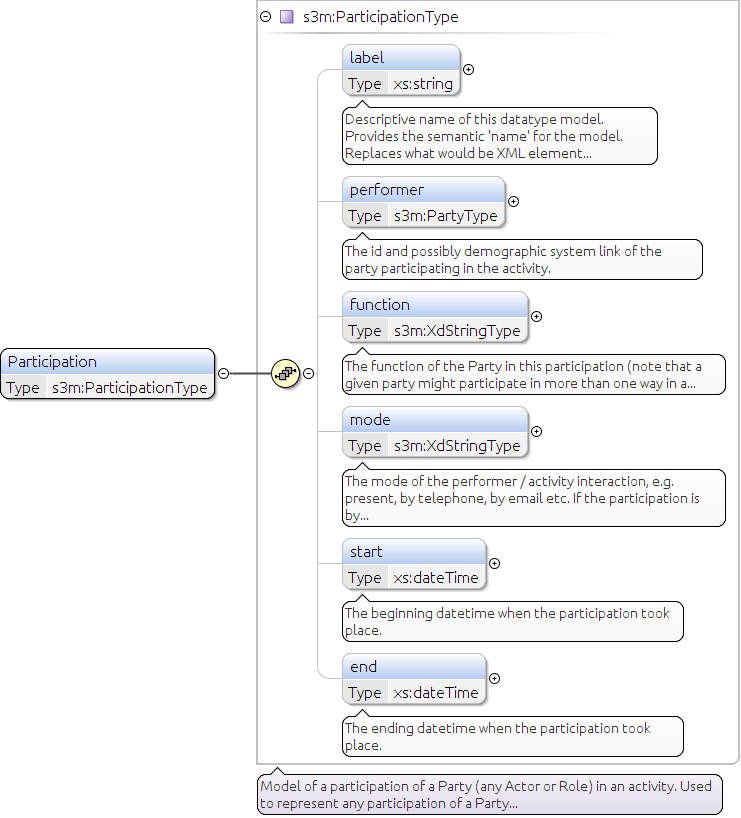 s3m:ParticipationType
label
Type xs:string
Descriptive name of this datatype model.
Provides the semantic 'name' for the model.
Replaces what would be XML element...
performer
Type s3m:PartyType
The id and possibly demographic system link of the
party participating in the activity.
function
Type s3m:XdStringType
The function of the Party in this participation (note that a
given party might participate in more than one way in a...
Participation
Type s3m:ParticipationType
mode
Type s3m:XdStringType
The mode of the performer / activity interaction, e.g.
present, by telephone, by email etc. If the participation is
by...
start
Type xs:dateTime
The beginning datetime when the participation took
place.
end
Type xs:dateTime
The ending datetime when the participation took
place.
Model of a participation of a Party (any Actor or Role) in an activity. Used
to represent any participation of a Party...